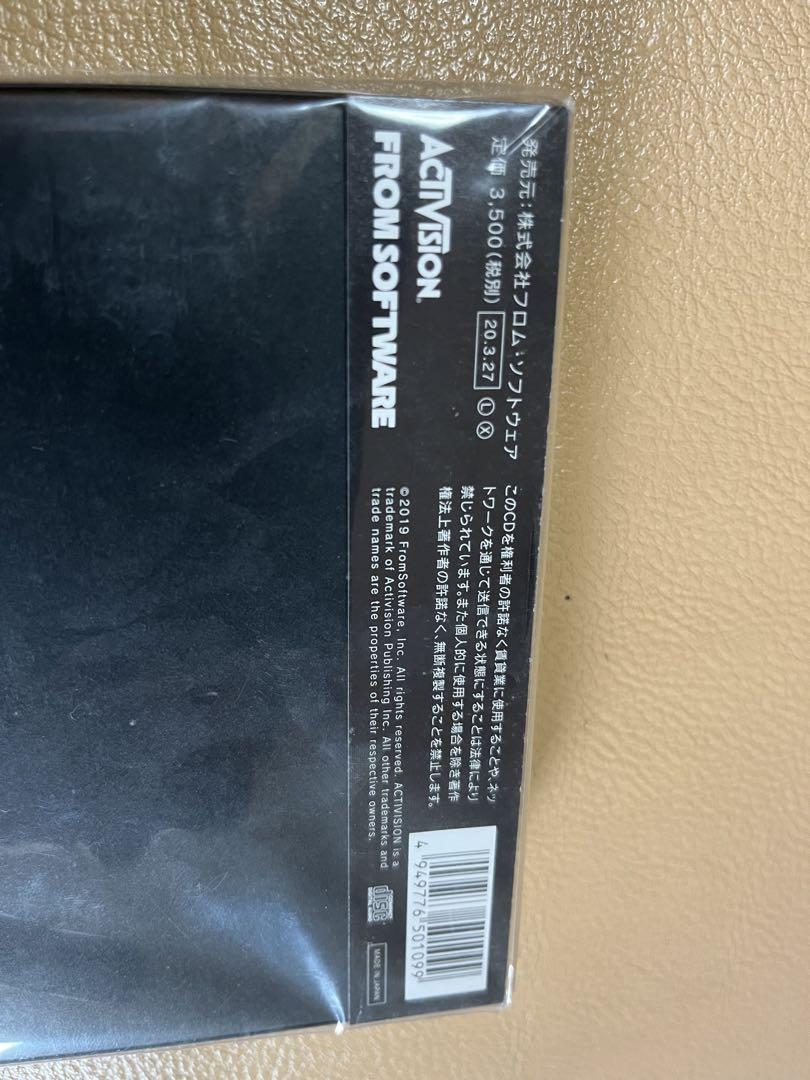 発売元:株式会社フロム・ソフトウェア
定価 3,500(税別) 20.3.27 Ⓛ Ⓧ
ACTIVISION.
FROMSOFTWARE
このCDを権利者の許諾なく賃貸業に使用することや、ネッ
トワークを通じて送信できる状態にすることは法律により
禁じられています。また個人的に使用する場合を除き著作
権法上著作者の許諾なく、無断複製することを禁止します。
©2019 FromSoftware, Inc. All rights reserved. ACTIVISION is a
trademark of Activision Publishing Inc. All other trademarks and
trade names are the properties of their respective owners.
4 949776 501099
disc
MADE IN JAPAN